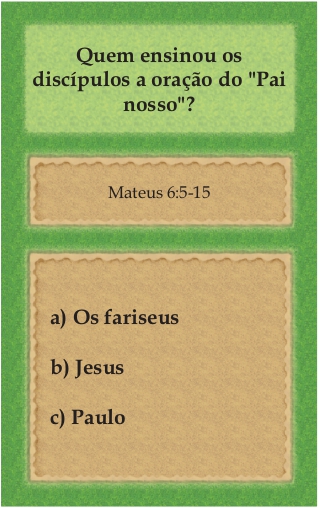 Quem ensinou os
discípulos a oração do "Pai
nosso"?
Mateus 6:5-15
a) Os fariseus
b) Jesus
c) Paulo